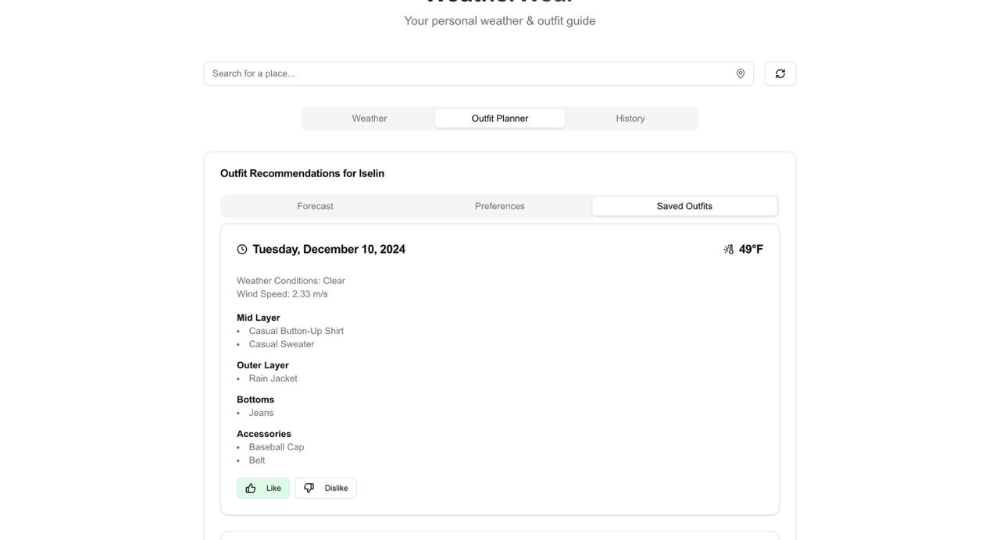 Your personal weather & outfit guide
Search for a place...
Weather
Outfit Planner
History
Outfit Recommendations for Iselin
Forecast
Preferences
Saved Outfits
Tuesday, December 10, 2024
49°F
Weather Conditions: Clear
Wind Speed: 2.33 m/s
Mid Layer
• Casual Button-Up Shirt
• Casual Sweater
Outer Layer
• Rain Jacket
Bottoms
• Jeans
Accessories
• Baseball Cap
• Belt
Like
Dislike